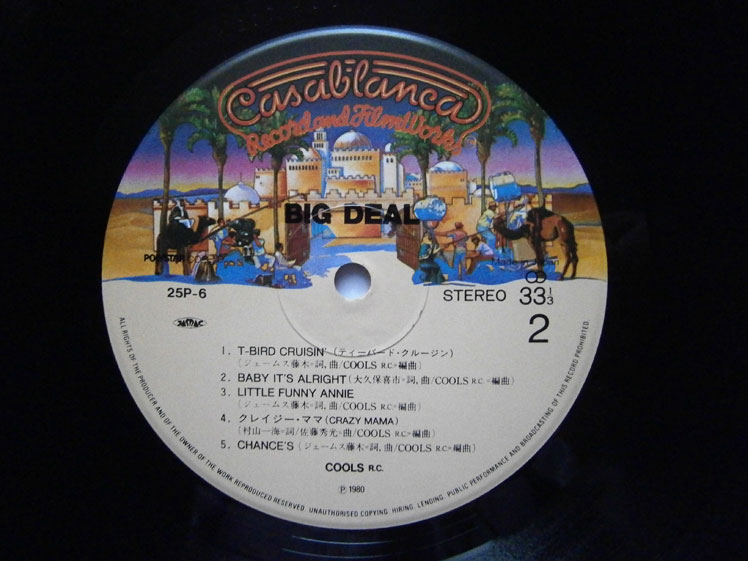 Casablanca
Record and FilmWorks
BIG DEAL
Made in Japan
25P-6
STEREO 33 1/3
2
JASRAC
1. T-BIRD CRUISIN' (ティーバード・クルージン)
〔ジェームス藤木=詞, 曲/COOLS R.C.=編曲〕
2. BABY IT'S ALRIGHT〔大久保喜市=詞, 曲/COOLS R.C.=編曲〕
3. LITTLE FUNNY ANNIE
〔ジェームス藤木=詞, 曲/COOLS R.C.=編曲〕
4. クレイジー・ママ (CRAZY MAMA)
〔村山一海=詞/佐藤秀光=曲/COOLS R.C.=編曲〕
5. CHANCE'S〔ジェームス藤木=詞, 曲/COOLS R.C.=編曲〕
COOLS R.C.
Ⓟ 1980
ALL RIGHTS OF THE PRODUCER AND OF THE OWNER OF THE WORK REPRODUCED RESERVED. UNAUTHORISED COPYING, HIRING, LENDING, PUBLIC PERFORMANCE AND BROADCASTING OF THIS RECORD PROHIBITED.